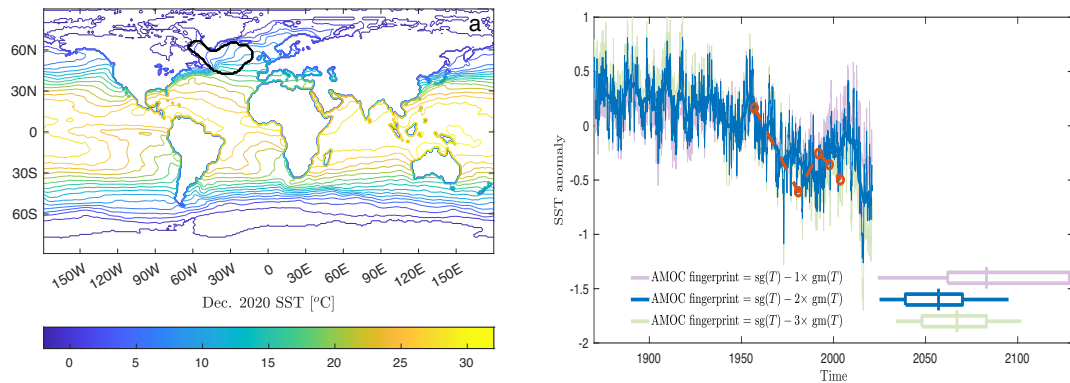 a
60N
30N
0
30S
60S
150W
120W
90W
60W
30W
0
30E
60E
90E
120E
150E
Dec. 2020 SST [°C]
0
5
10
15
20
25
30
1
0.5
0
-0.5
-1
-1.5
-2
SST anomaly
AMOC fingerprint = sg(T) − 1× gm(T)
AMOC fingerprint = sg(T) − 2× gm(T)
AMOC fingerprint = sg(T) − 3× gm(T)
1900
1950
2000
2050
2100
Time